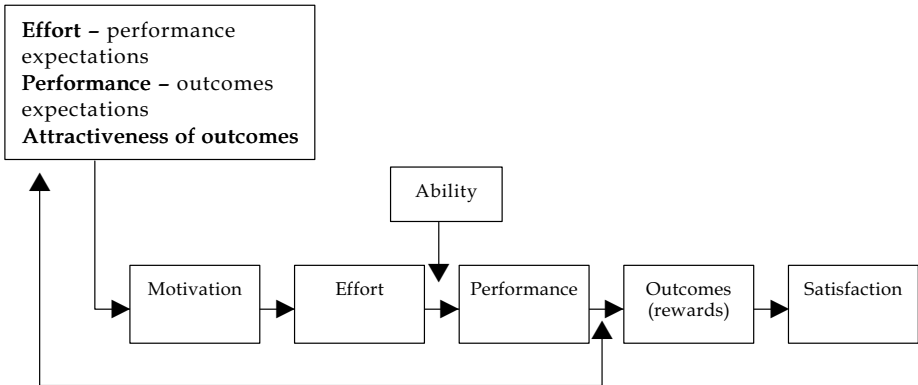 Effort – performance
expectations
Performance – outcomes
expectations
Attractiveness of outcomes
Ability
Motivation
Effort
Performance
Outcomes
(rewards)
Satisfaction